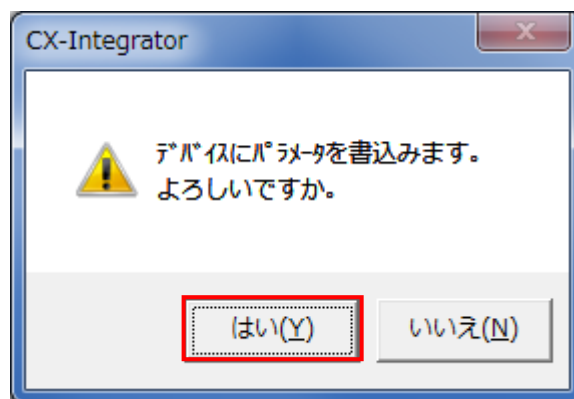 CX-Integrator
ﾃﾞﾊﾞｲｽにﾊﾟﾗﾒｰﾀを書込みます。
よろしいですか。
はい(Y)
いいえ(N)